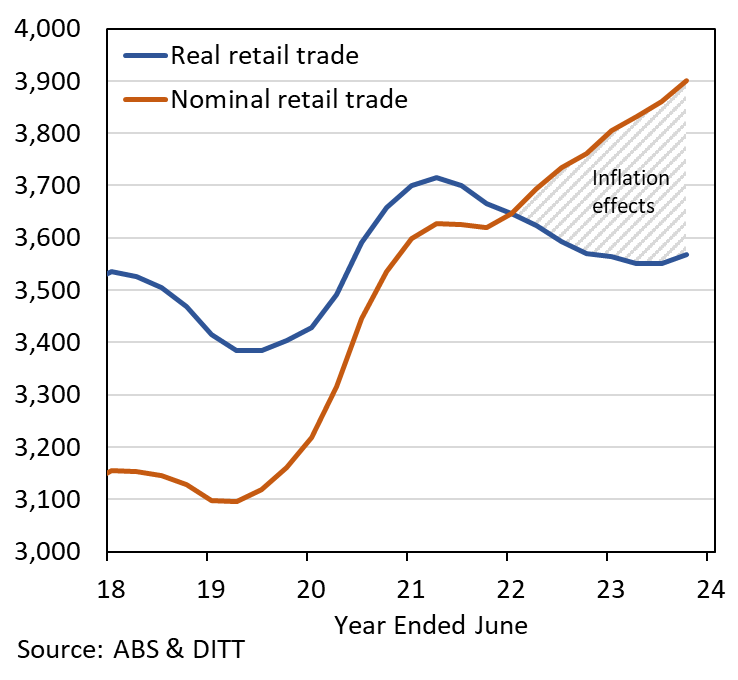 4,000
3,900
3,800
3,700
3,600
3,500
3,400
3,300
3,200
3,100
3,000
Real retail trade
Nominal retail trade
Inflation
effects
18 19 20 21 22 23 24
Year Ended June
Source: ABS & DITT